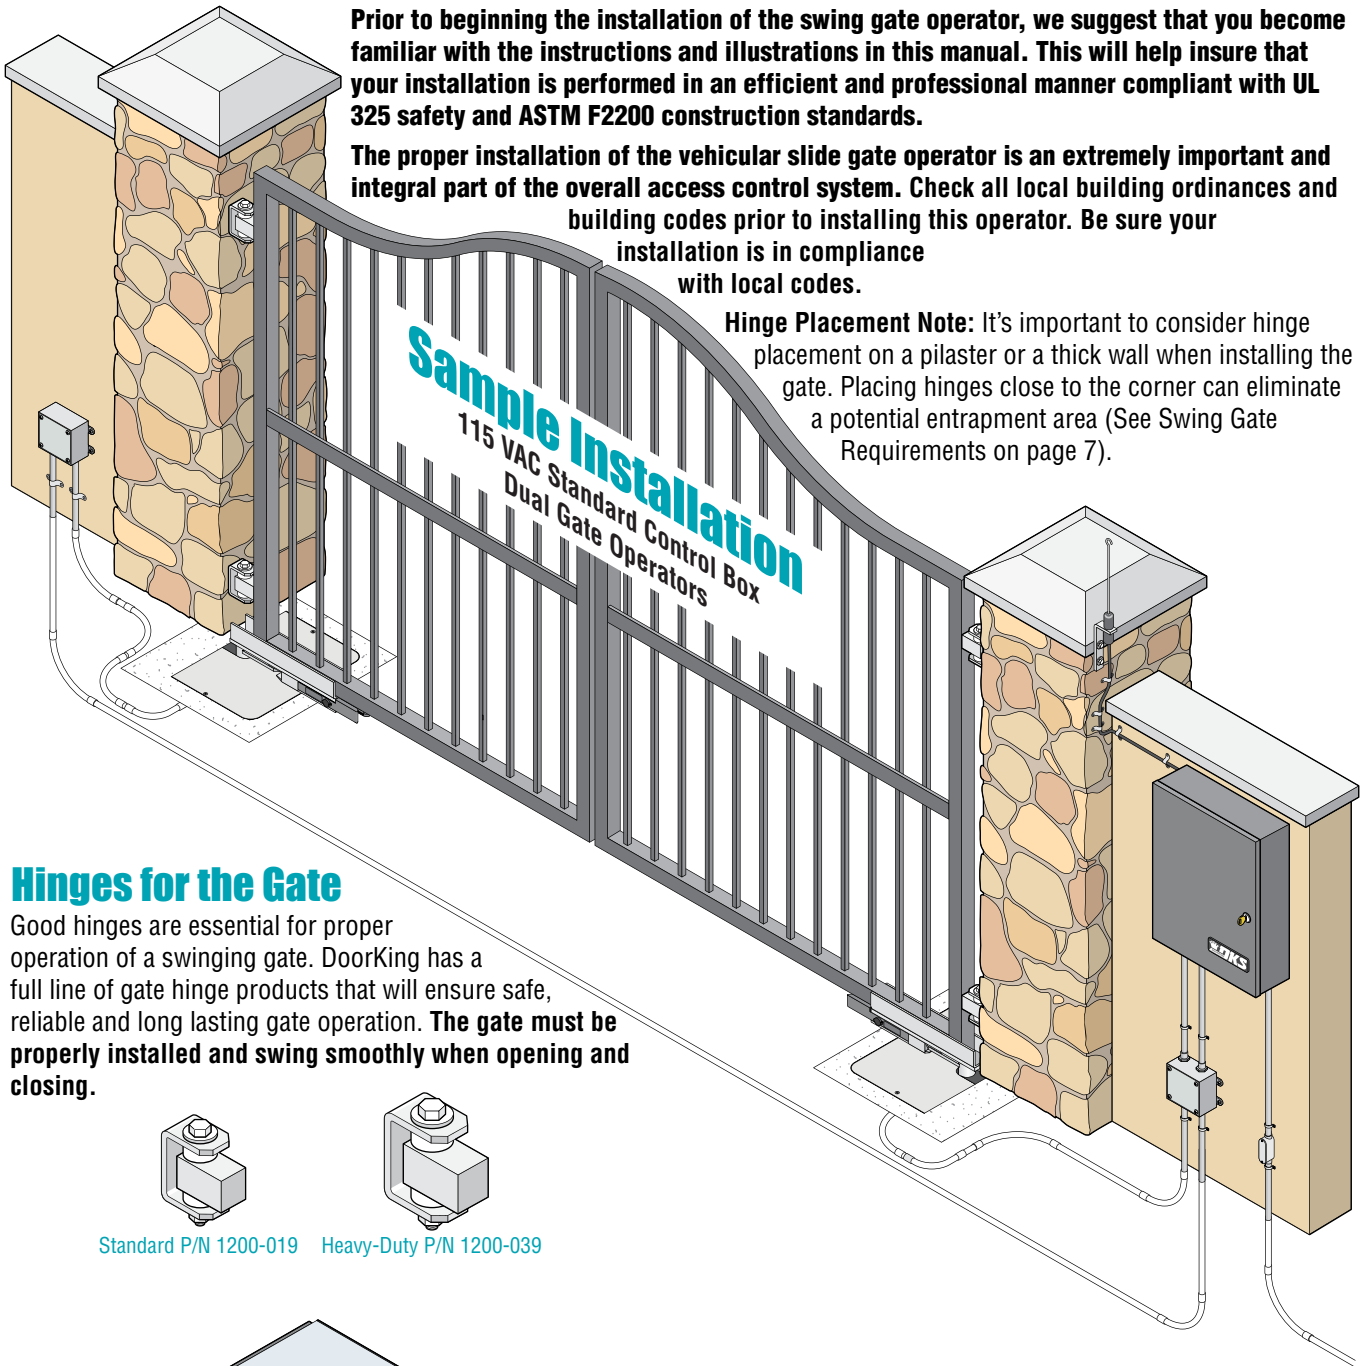 Prior to beginning the installation of the swing gate operator, we suggest that you become
familiar with the instructions and illustrations in this manual. This will help insure that
your installation is performed in an efficient and professional manner compliant with UL
325 safety and ASTM F2200 construction standards.
The proper installation of the vehicular slide gate operator is an extremely important and
integral part of the overall access control system. Check all local building ordinances and
building codes prior to installing this operator. Be sure your
installation is in compliance
with local codes.
Hinge Placement Note: It's important to consider hinge
placement on a pilaster or a thick wall when installing the
gate. Placing hinges close to the corner can eliminate
a potential entrapment area (See Swing Gate
Requirements on page 7).
Sample Installation
115 VAC Standard Control Box
Dual Gate Operators
DKS
Hinges for the Gate
Good hinges are essential for proper
operation of a swinging gate. DoorKing has a
full line of gate hinge products that will ensure safe,
reliable and long lasting gate operation. The gate must be
properly installed and swing smoothly when opening and
closing.
Standard P/N 1200-019
Heavy-Duty P/N 1200-039